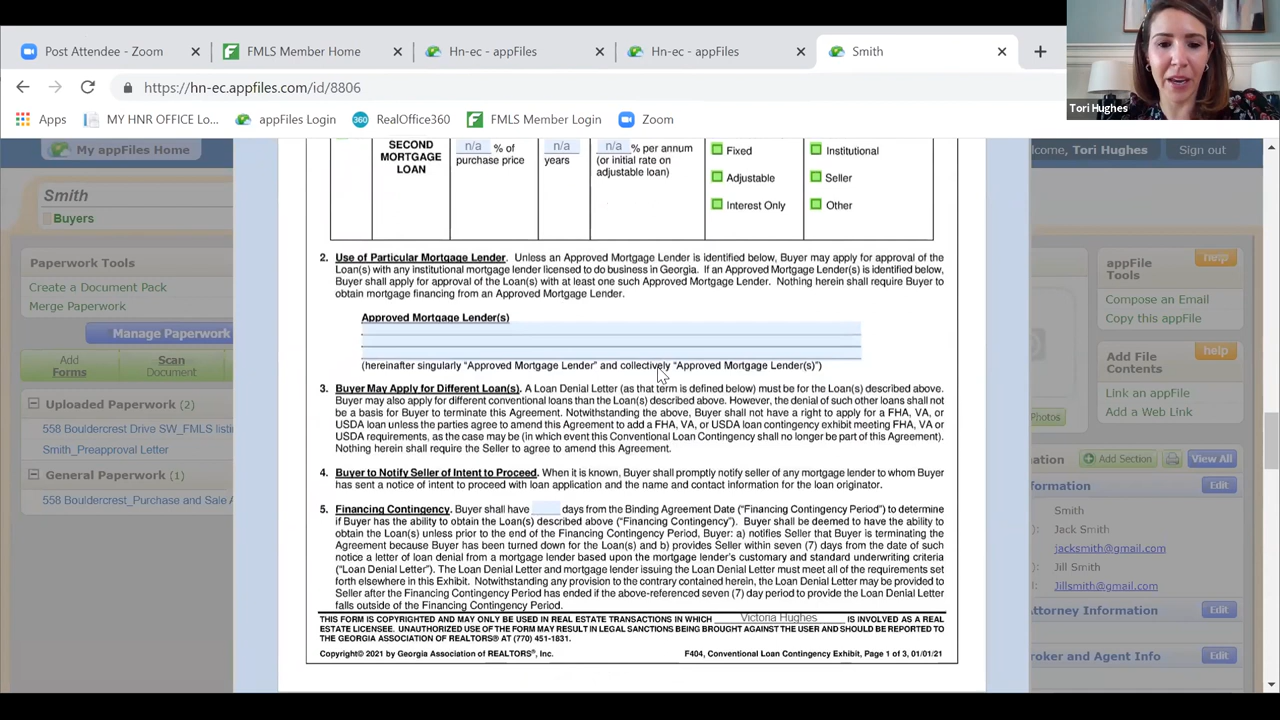 Post Attendee - Zoom
FMLS Member Home
Hn-ec - appFiles
Hn-ec - appFiles
Smith
Tori Hughes
https://hn-ec.appfiles.com/id/8806
Apps
MY HNR OFFICE Lo...
appFiles Login
RealOffice360
FMLS Member Login
Zoom
My appFiles Home
lcome, Tori Hughes
Sign out
Smith
Buyers
Paperwork Tools
Create a Document Pack
Merge Paperwork
Manage Paperwork
Add Forms
Scan Document
Uploaded Paperwork (2)
558 Bouldercrest Drive SW_FMLS listi
Smith_Preapproval Letter
General Paperwork (1)
558 Bouldercrest_Purchase and Sale A
SECOND
MORTGAGE
LOAN
n/a % of
purchase price
n/a
years
n/a % per annum
(or initial rate on
adjustable loan)
Fixed
Adjustable
Interest Only
Institutional
Seller
Other
2. Use of Particular Mortgage Lender. Unless an Approved Mortgage Lender is identified below, Buyer may apply for approval of the
Loan(s) with any institutional mortgage lender licensed to do business in Georgia. If an Approved Mortgage Lender(s) is identified below,
Buyer shall apply for approval of the Loan(s) with at least one such Approved Mortgage Lender. Nothing herein shall require Buyer to
obtain mortgage financing from an Approved Mortgage Lender.
Approved Mortgage Lender(s)
(hereinafter singularly “Approved Mortgage Lender” and collectively “Approved Mortgage Lender(s)”)
3. Buyer May Apply for Different Loan(s). A Loan Denial Letter (as that term is defined below) must be for the Loan(s) described above.
Buyer may also apply for different conventional loans than the Loan(s) described above. However, the denial of such other loans shall not
be a basis for Buyer to terminate this Agreement. Notwithstanding the above, Buyer shall not have a right to apply for a FHA, VA, or
USDA loan unless the parties agree to amend this Agreement to add a FHA, VA, or USDA loan contingency exhibit meeting FHA, VA or
USDA requirements, as the case may be (in which event this Conventional Loan Contingency shall no longer be part of this Agreement).
Nothing herein shall require the Seller to agree to amend this Agreement.
4. Buyer to Notify Seller of Intent to Proceed. When it is known, Buyer shall promptly notify seller of any mortgage lender to whom Buyer
has sent a notice of intent to proceed with loan application and the name and contact information for the loan originator.
5. Financing Contingency. Buyer shall have days from the Binding Agreement Date (“Financing Contingency Period”) to determine
if Buyer has the ability to obtain the Loan(s) described above (“Financing Contingency”). Buyer shall be deemed to have the ability to
obtain the Loan(s) unless prior to the end of the Financing Contingency Period, Buyer: a) notifies Seller that Buyer is terminating the
Agreement because Buyer has been turned down for the Loan(s) and b) provides Seller within seven (7) days from the date of such
notice a letter of loan denial from a mortgage lender based upon the mortgage lender's customary and standard underwriting criteria
(“Loan Denial Letter”). The Loan Denial Letter and mortgage lender issuing the Loan Denial Letter must meet all of the requirements set
forth elsewhere in this Exhibit. Notwithstanding any provision to the contrary contained herein, the Loan Denial Letter may be provided to
Seller after the Financing Contingency Period has ended if the above-referenced seven (7) day period to provide the Loan Denial Letter
falls outside of the Financing Contingency Period.
THIS FORM IS COPYRIGHTED AND MAY ONLY BE USED IN REAL ESTATE TRANSACTIONS IN WHICH Victoria Hughes IS INVOLVED AS A REAL
ESTATE LICENSEE. UNAUTHORIZED USE OF THE FORM MAY RESULT IN LEGAL SANCTIONS BEING BROUGHT AGAINST THE USER AND SHOULD BE REPORTED TO
THE GEORGIA ASSOCIATION OF REALTORS® AT (770) 451-1831.
Copyright© 2021 by Georgia Association of REALTORS®, Inc.
F404, Conventional Loan Contingency Exhibit, Page 1 of 3, 01/01/21
appFile Tools
help
Compose an Email
Copy this appFile
Add File Contents
help
Link an appFile
Add a Web Link
Photos
mation
Add Section
View All
nformation
Edit
Smith
Jack Smith
jacksmith@gmail.com
Jill Smith
Jillsmith@gmail.com
ttorney Information
Edit
roker and Agent Info
Edit